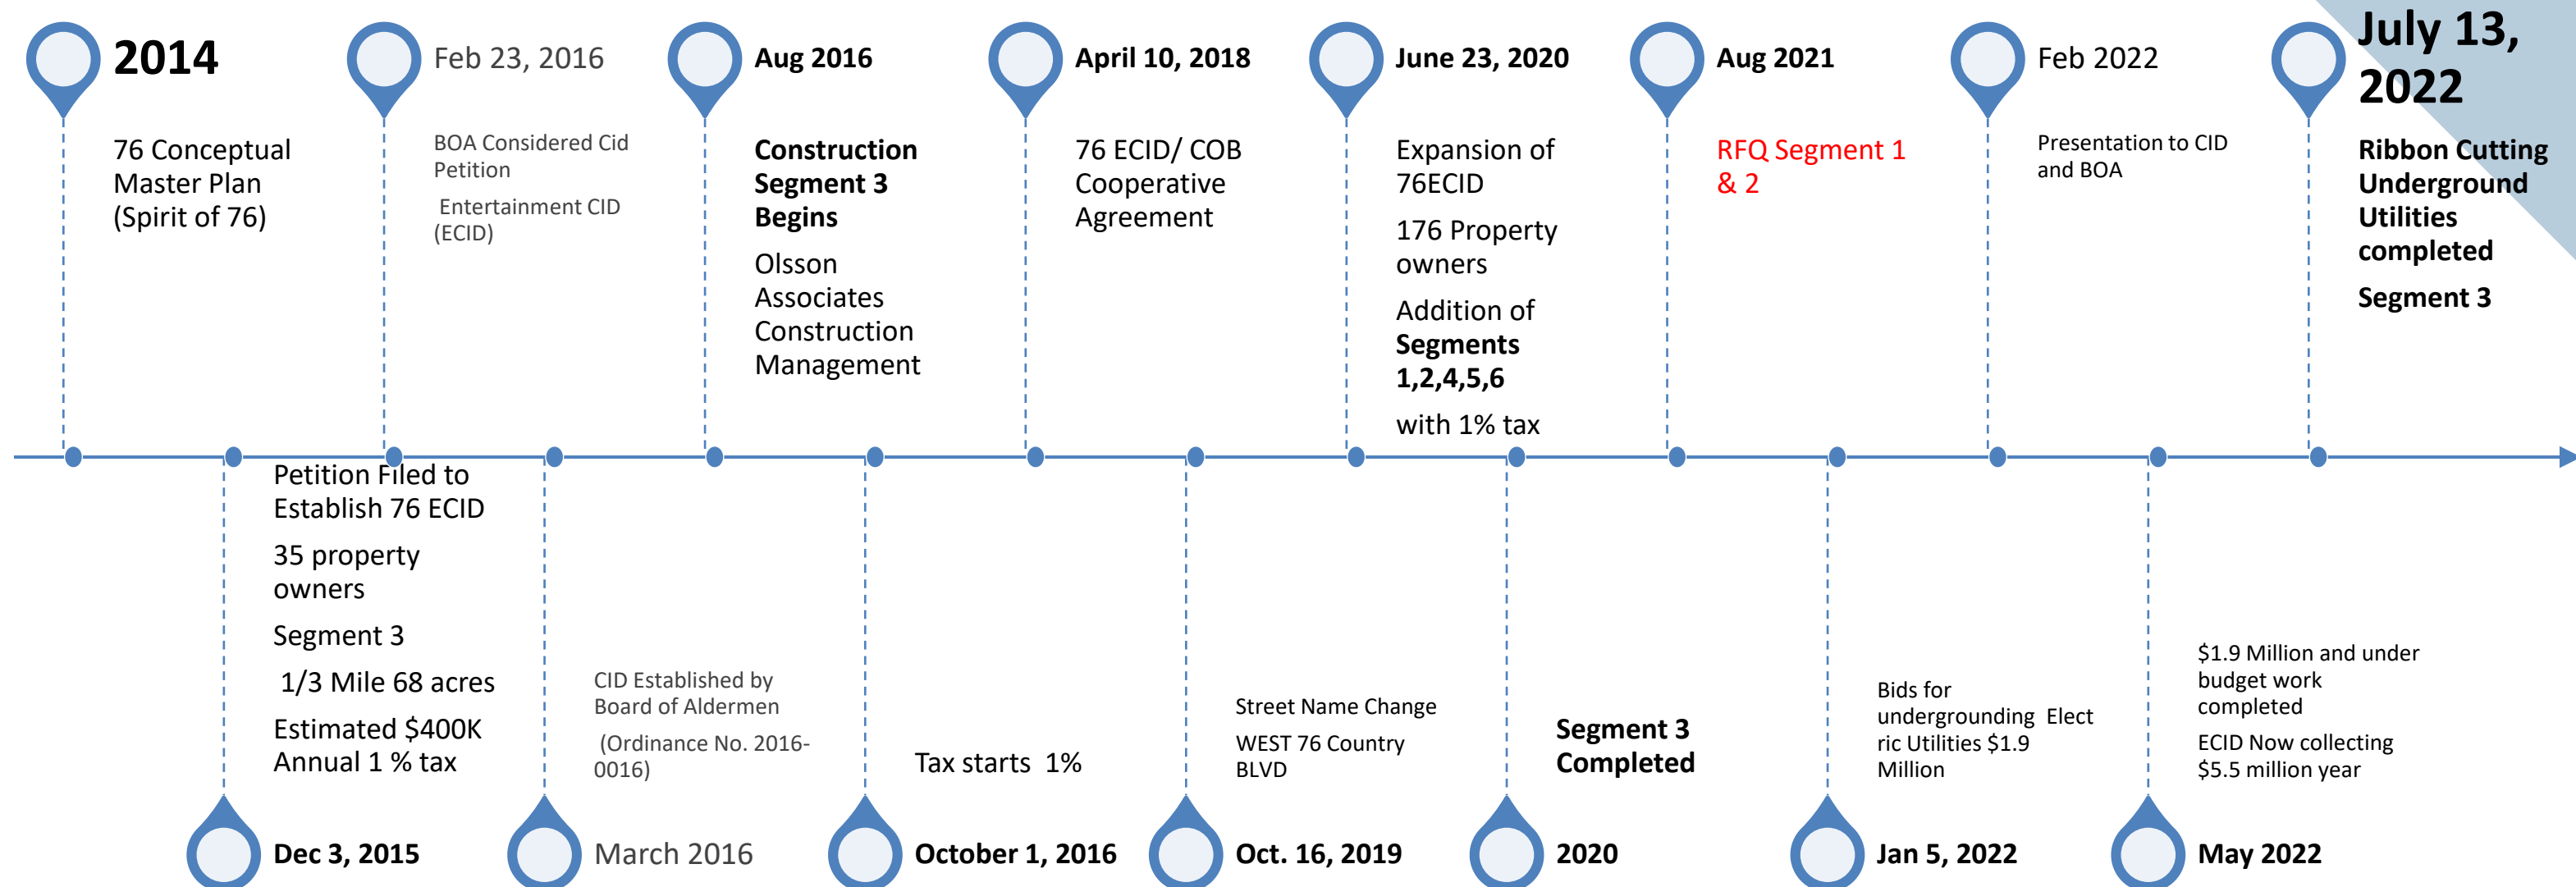 2014
76 Conceptual
Master Plan
(Spirit of 76)
Feb 23, 2016
BOA Considered Cid
Petition
Entertainment CID
(ECID)
Aug 2016
Construction
Segment 3
Begins
Olsson
Associates
Construction
Management
April 10, 2018
76 ECID/ COB
Cooperative
Agreement
June 23, 2020
Expansion of
76ECID
176 Property
owners
Addition of
Segments
1,2,4,5,6
with 1% tax
Aug 2021
RFQ Segment 1
& 2
Feb 2022
Presentation to CID
and BOA
July 13,
2022
Ribbon Cutting
Underground
Utilities
completed
Segment 3
Petition Filed to
Establish 76 ECID
35 property
owners
Segment 3
1/3 Mile 68 acres
Estimated $400K
Annual 1 % tax
Dec 3, 2015
CID Established by
Board of Aldermen
(Ordinance No. 2016-
0016)
March 2016
Tax starts 1%
October 1, 2016
Street Name Change
WEST 76 Country
BLVD
Oct. 16, 2019
Segment 3
Completed
2020
Bids for
undergrounding Elect
ric Utilities $1.9
Million
Jan 5, 2022
$1.9 Million and under
budget work
completed
ECID Now collecting
$5.5 million year
May 2022